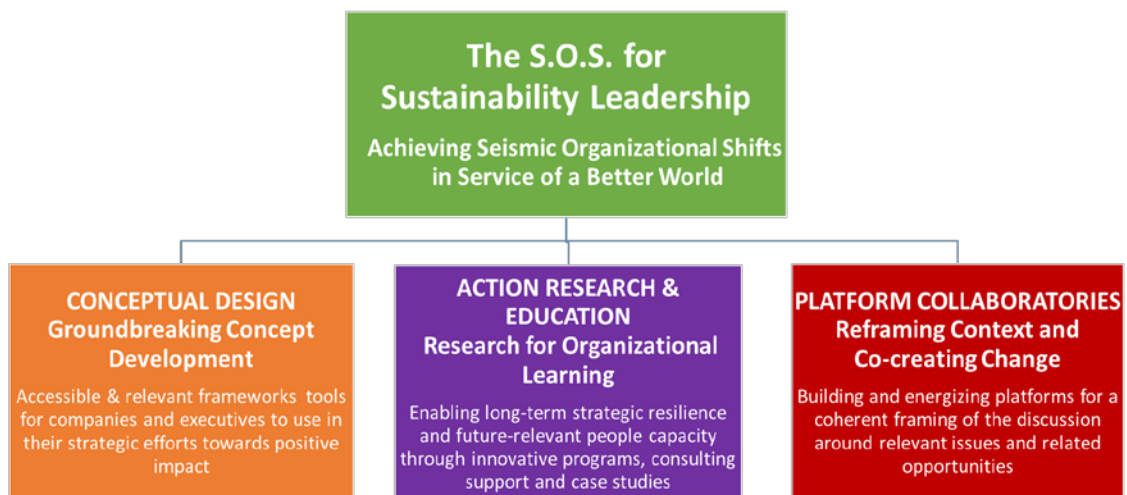 The S.O.S. for
Sustainability Leadership
Achieving Seismic Organizational Shifts
in Service of a Better World
CONCEPTUAL DESIGN
Groundbreaking Concept
Development
Accessible & relevant frameworks tools
for companies and executives to use in
their strategic efforts towards positive
impact
ACTION RESEARCH &
EDUCATION
Research for Organizational
Learning
Enabling long-term strategic resilience
and future-relevant people capacity
through innovative programs, consulting
support and case studies
PLATFORM COLLABORATORIES
Reframing Context and
Co-creating Change
Building and energizing platforms for a
coherent framing of the discussion
around relevant issues and related
opportunities